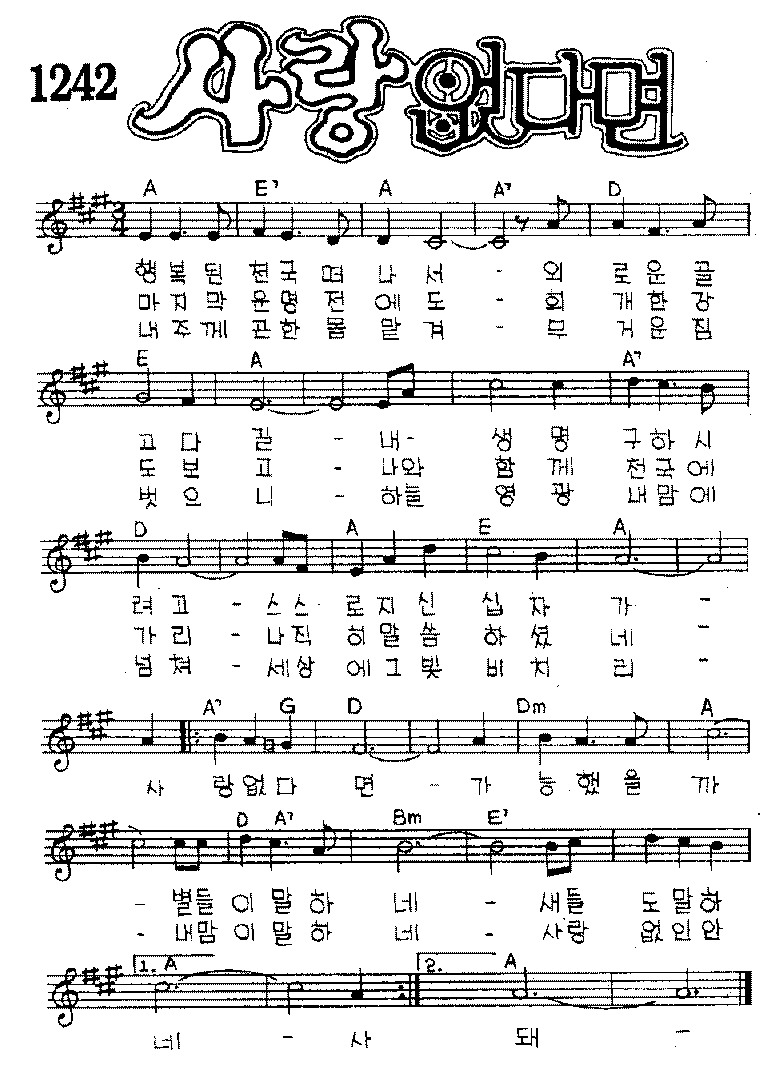 1242 사랑없다면
A E7 A A7 D
행복된 천국떠나서 - 외로운골
마지막운명전에도 - 희개한강
내주께관한몸맡겨 - 무거운짐
E A A7
고다길 - 내- 생명구하시
도보고 - 나와함께천국에
벗으니 - 하늘영광내맘에
D A E A
려고 - 스스로지신십자가 -
가리 - 나직히말씀하셨네 -
넘쳐 - 세상에그빛비치리 -
A7 G D Dm A
사랑없다면 - 가능했을까
D A7 Bm E7
- 별들이말하네 - 새들도말하
- 내맘이말하네 - 사랑없인안
1. A 2. A
네 - 사 돼 -